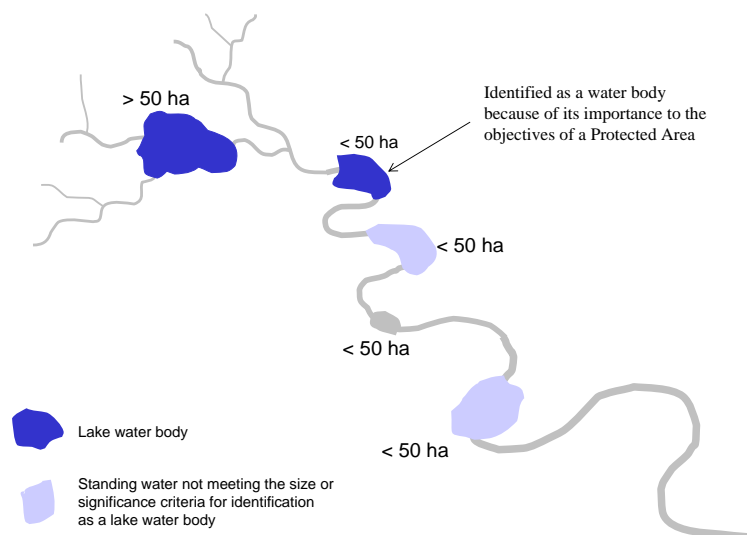 > 50 ha
< 50 ha
Identified as a water body
because of its importance to the
objectives of a Protected Area
< 50 ha
< 50 ha
< 50 ha
Lake water body
Standing water not meeting the size or
significance criteria for identification
as a lake water body